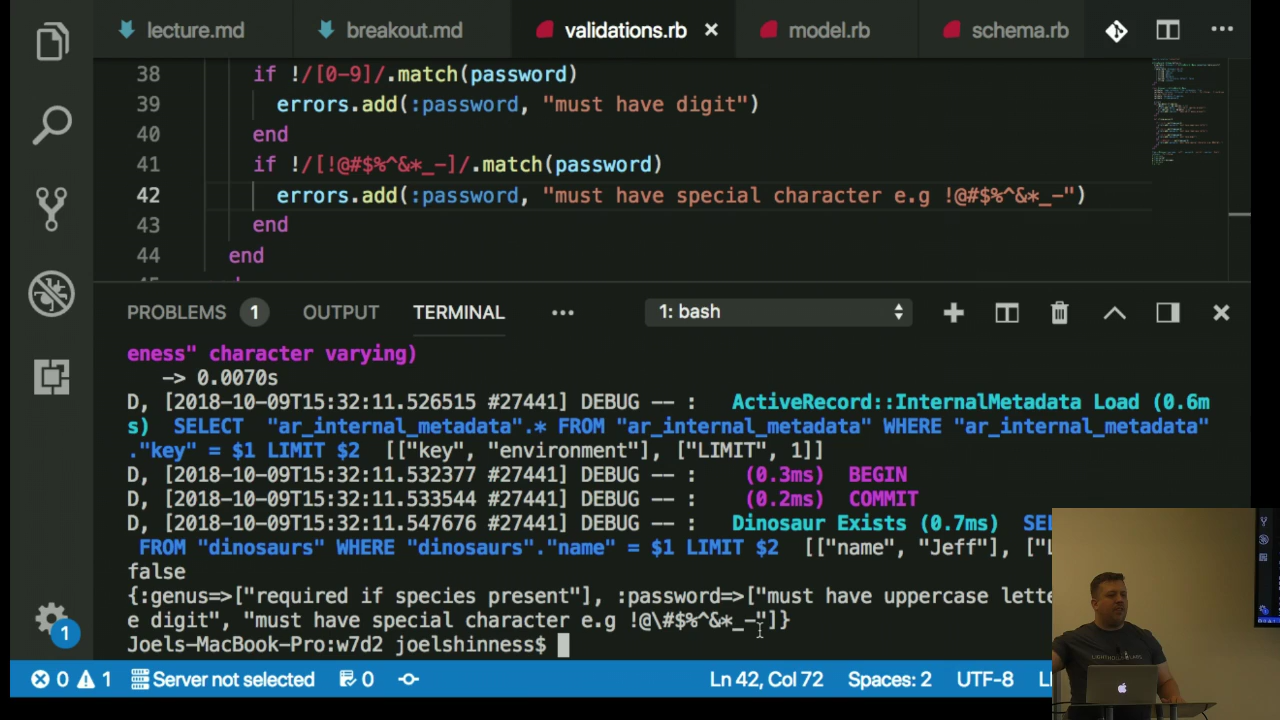 lecture.md breakout.md validations.rb model.rb schema.rb
38 if !/[0-9]/.match(password)
39 errors.add(:password, "must have digit")
40 end
41 if !/[!@#$%^&*_-]/.match(password)
42 errors.add(:password, "must have special character e.g !@#$%^&*_-")
43 end
44 end
PROBLEMS 1 OUTPUT TERMINAL ••• 1: bash
eness" character varying)
-> 0.0070s
D, [2018-10-09T15:32:11.526515 #27441] DEBUG -- : ActiveRecord::InternalMetadata Load (0.6m
s) SELECT "ar_internal_metadata".* FROM "ar_internal_metadata" WHERE "ar_internal_metadata"
."key" = $1 LIMIT $2 [["key", "environment"], ["LIMIT", 1]]
D, [2018-10-09T15:32:11.532377 #27441] DEBUG -- : (0.3ms) BEGIN
D, [2018-10-09T15:32:11.533544 #27441] DEBUG -- : (0.2ms) COMMIT
D, [2018-10-09T15:32:11.547676 #27441] DEBUG -- : Dinosaur Exists (0.7ms)
FROM "dinosaurs" WHERE "dinosaurs"."name" = $1 LIMIT $2 [["name", "Jeff"],
false
{:genus=>["required if species present"], :password=>["must have uppercase
e digit", "must have special character e.g !@\#$%^&*_-"]}
Joels-MacBook-Pro:w7d2 joelshinness$
1
0 1 Server not selected 0 Ln 42, Col 72 Spaces: 2 UTF-8